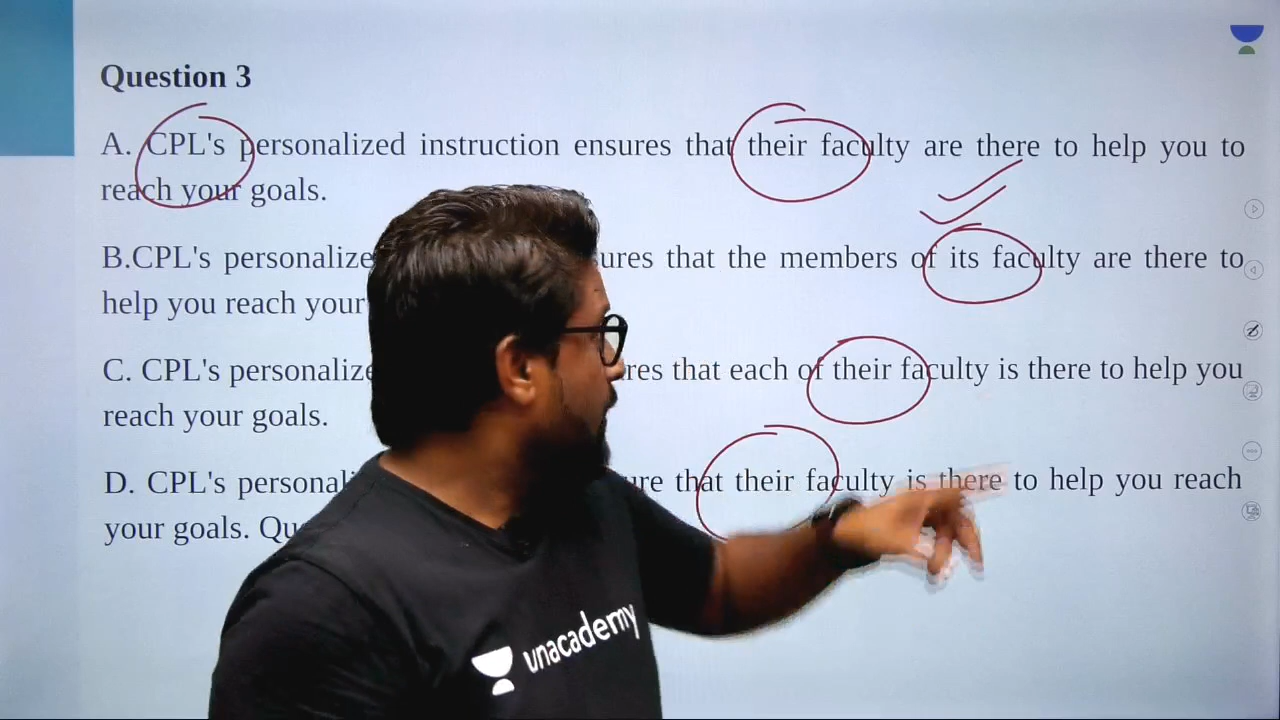 Question 3
A. CPL's personalized instruction ensures that their faculty are there to help you to
reach your goals.
B.CPL's personalize ures that the members of its faculty are there to
help you reach your
C. CPL's personalize res that each of their faculty is there to help you
reach your goals.
D. CPL's personal ure that their faculty is there to help you reach
your goals. Qu
unacademy